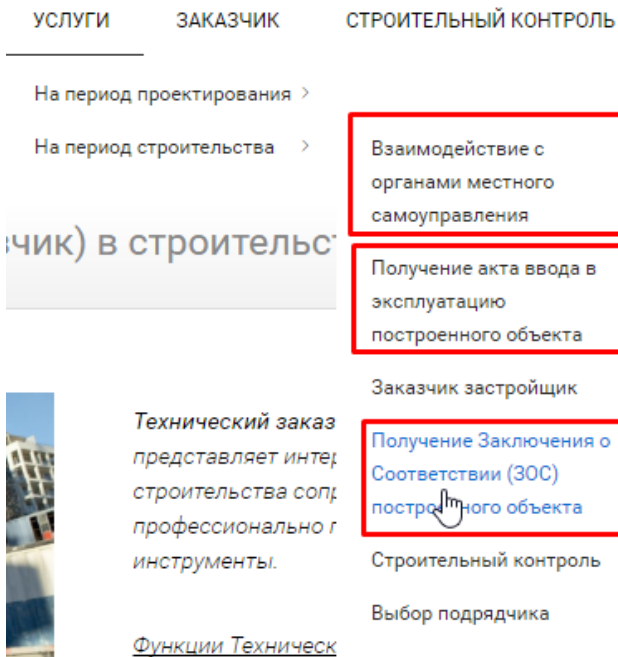 УСЛУГИ ЗАКАЗЧИК СТРОИТЕЛЬНЫЙ КОНТРОЛЬ
На период проектирования >
На период строительства >
Взаимодействие с
органами местного
самоуправления
Получение акта ввода в
эксплуатацию
построенного объекта
Заказчик застройщик
Получение Заключения о
Соответствии (ЗОС)
построенного объекта
Строительный контроль
Выбор подрядчика
чик) в строительс
Технический заказ
представляет интер
строительства сопр
профессионально п
инструменты.
Функции Техническ